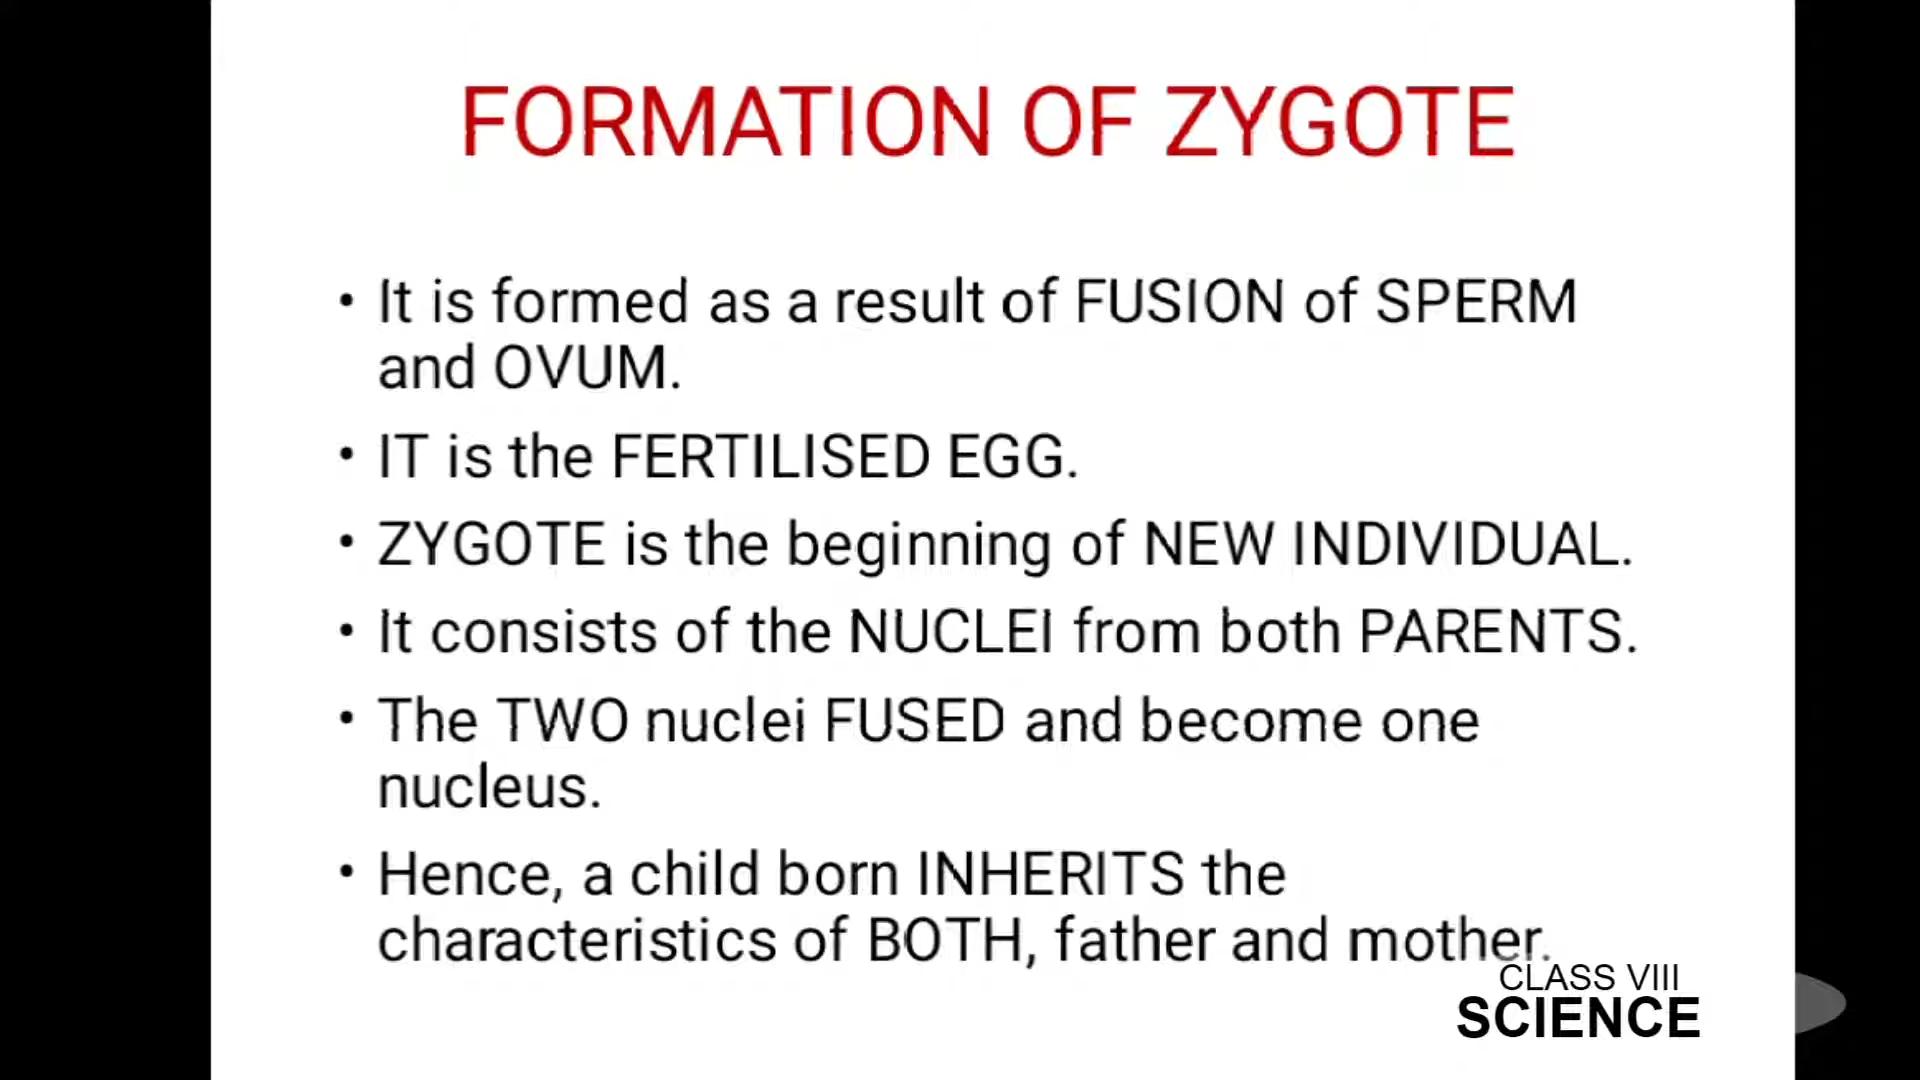 FORMATION OF ZYGOTE
• It is formed as a result of FUSION of SPERM
and OVUM.
• IT is the FERTILISED EGG.
• ZYGOTE is the beginning of NEW INDIVIDUAL.
• It consists of the NUCLEI from both PARENTS.
• The TWO nuclei FUSED and become one
nucleus.
• Hence, a child born INHERITS the
characteristics of BOTH, father and mother.
CLASS VIII
SCIENCE